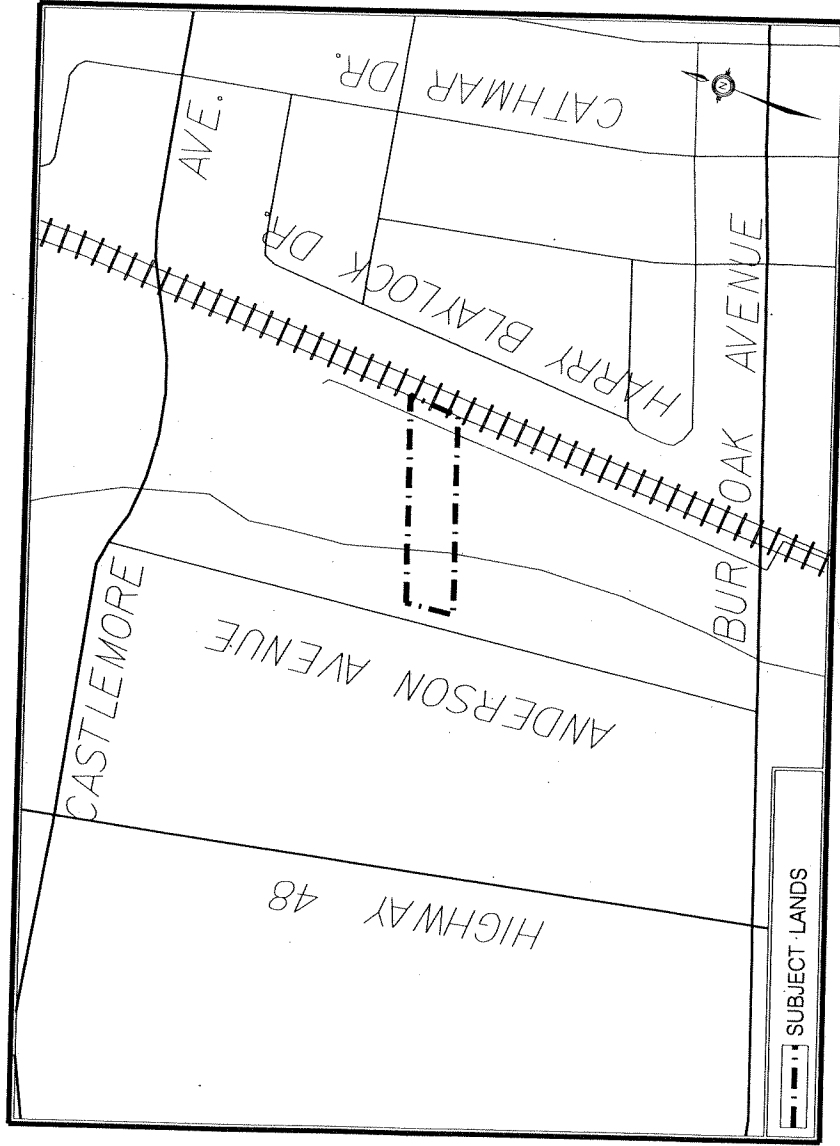 CATHMAR DR.
AVE.
HARRY BLAYLOCK DR.
BUR OAK AVENUE
CASTLEMORE
ANDERSON AVENUE
HIGHWAY 48
N
SUBJECT LANDS